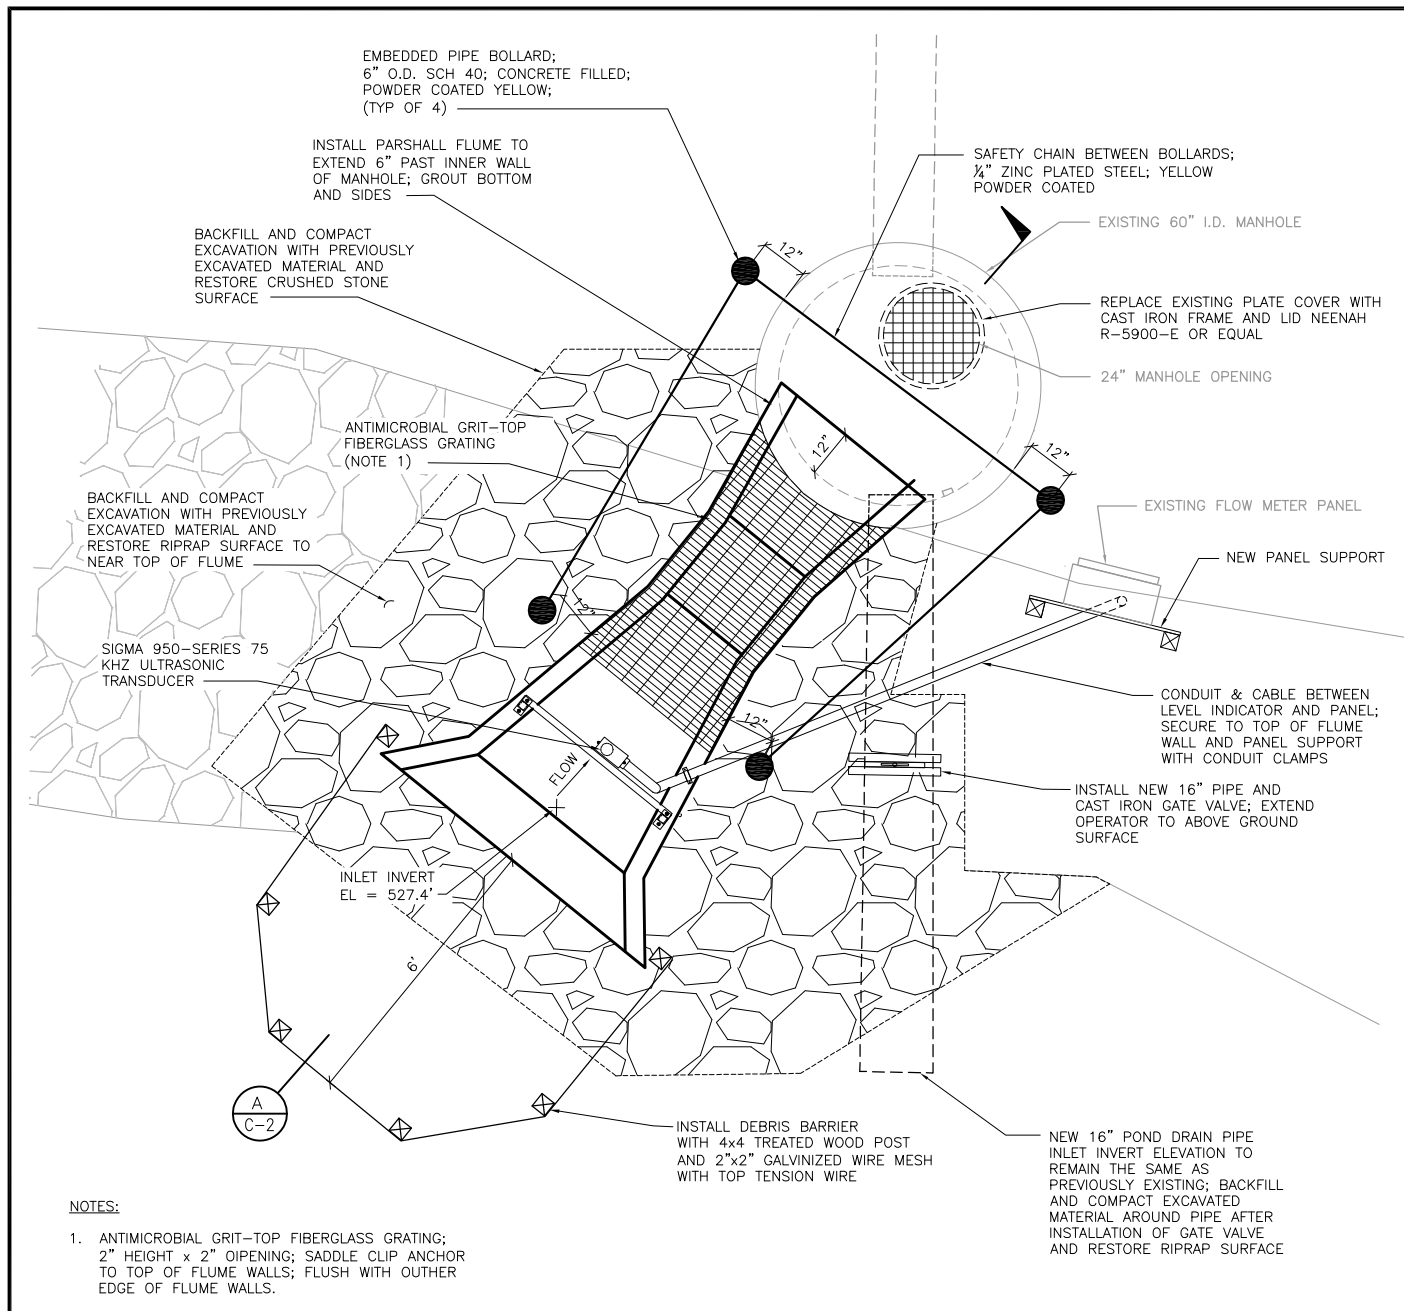 EMBEDDED PIPE BOLLARD;
6" O.D. SCH 40; CONCRETE FILLED;
POWDER COATED YELLOW;
(TYP OF 4)
INSTALL PARSHALL FLUME TO
EXTEND 6" PAST INNER WALL
OF MANHOLE; GROUT BOTTOM
AND SIDES
SAFETY CHAIN BETWEEN BOLLARDS;
¼" ZINC PLATED STEEL; YELLOW
POWDER COATED
EXISTING 60" I.D. MANHOLE
BACKFILL AND COMPACT
EXCAVATION WITH PREVIOUSLY
EXCAVATED MATERIAL AND
RESTORE CRUSHED STONE
SURFACE
12"
REPLACE EXISTING PLATE COVER WITH
CAST IRON FRAME AND LID NEENAH
R-5900-E OR EQUAL
24" MANHOLE OPENING
ANTIMICROBIAL GRIT-TOP
FIBERGLASS GRATING
(NOTE 1)
12"
12"
BACKFILL AND COMPACT
EXCAVATION WITH PREVIOUSLY
EXCAVATED MATERIAL AND
RESTORE RIPRAP SURFACE TO
NEAR TOP OF FLUME
EXISTING FLOW METER PANEL
NEW PANEL SUPPORT
12"
SIGMA 950-SERIES 75
KHZ ULTRASONIC
TRANSDUCER
12"
CONDUIT & CABLE BETWEEN
LEVEL INDICATOR AND PANEL;
SECURE TO TOP OF FLUME
WALL AND PANEL SUPPORT
WITH CONDUIT CLAMPS
FLOW
INSTALL NEW 16" PIPE AND
CAST IRON GATE VALVE; EXTEND
OPERATOR TO ABOVE GROUND
SURFACE
INLET INVERT
EL = 527.4'
6'
A
C-2
INSTALL DEBRIS BARRIER
WITH 4x4 TREATED WOOD POST
AND 2"x2" GALVINIZED WIRE MESH
WITH TOP TENSION WIRE
NEW 16" POND DRAIN PIPE
INLET INVERT ELEVATION TO
REMAIN THE SAME AS
PREVIOUSLY EXISTING; BACKFILL
AND COMPACT EXCAVATED
MATERIAL AROUND PIPE AFTER
INSTALLATION OF GATE VALVE
AND RESTORE RIPRAP SURFACE
NOTES:
1. ANTIMICROBIAL GRIT-TOP FIBERGLASS GRATING;
2" HEIGHT x 2" OIPENING; SADDLE CLIP ANCHOR
TO TOP OF FLUME WALLS; FLUSH WITH OUTHER
EDGE OF FLUME WALLS.